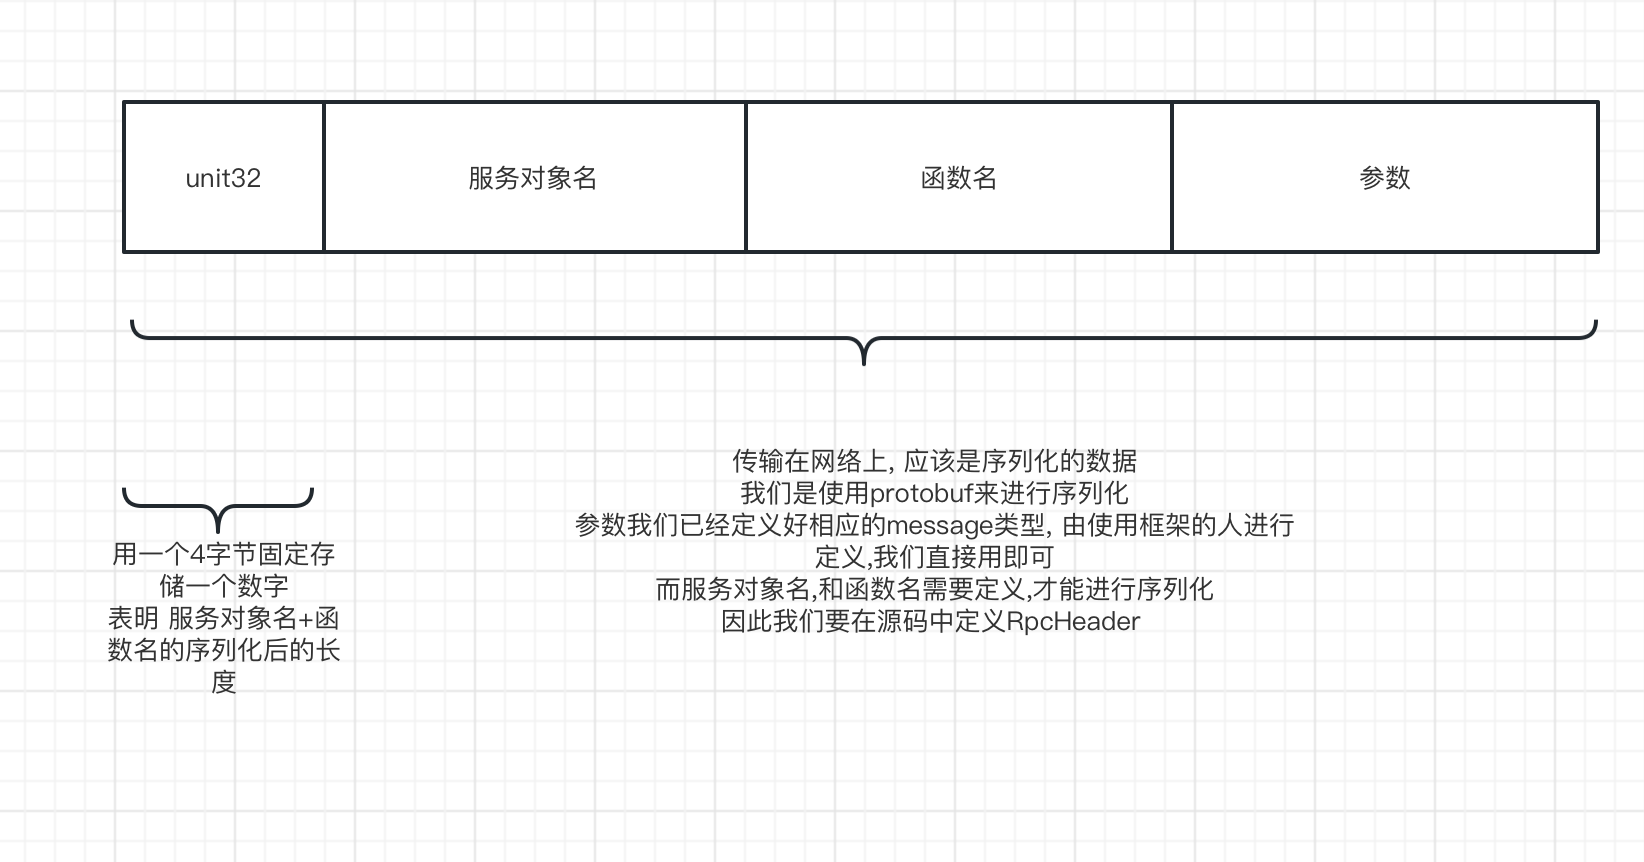 unit32
服务对象名
函数名
参数
传输在网络上, 应该是序列化的数据
我们是使用protobuf来进行序列化
参数我们已经定义好相应的message类型, 由使用框架的人进行
定义,我们直接用即可
而服务对象名,和函数名需要定义,才能进行序列化
因此我们要在源码中定义RpcHeader
用一个4字节固定存
储一个数字
表明 服务对象名+函
数名的序列化后的长
度